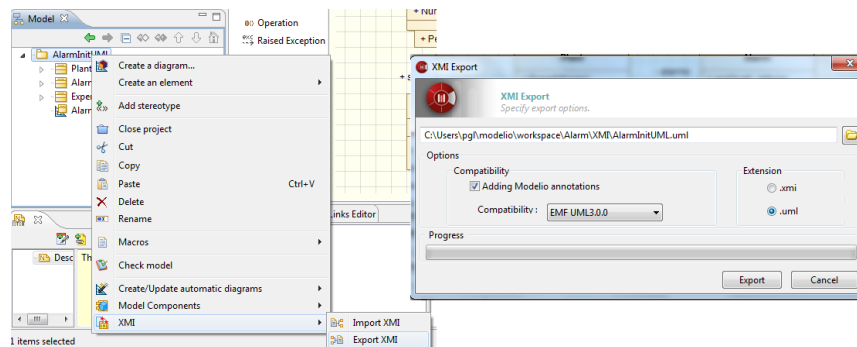 Model
AlarmInitUML
Plant
Alarm
Exper
Alarm
Create a diagram...
Create an element
Add stereotype
Close project
Cut
Copy
Paste Ctrl+V
Delete
Rename
Macros
Check model
Create/Update automatic diagrams
Model Components
XMI
Import XMI
Export XMI
Operation
Raised Exception
+ Nur
+ Pe
+ s
Links Editor
Desc Th
1 items selected
XMI Export
XMI Export
Specify export options.
C:\Users\pgl\modelio\workspace\Alarm\XMI\AlarmInitUML.uml
Options
Compatibility
Adding Modelio annotations
Compatibility : EMF UML3.0.0
Extension
.xmi
.uml
Progress
Export Cancel